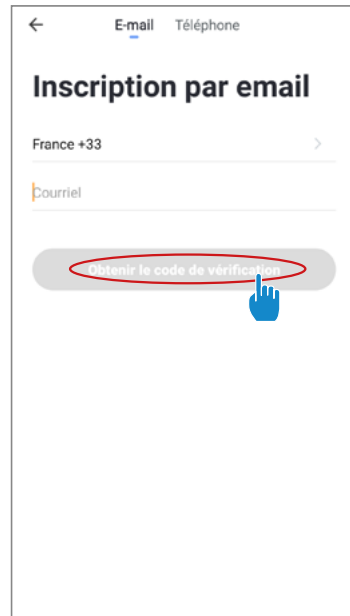 E-mail Téléphone
Inscription par email
France +33
Courriel
Obtenir le code de vérification